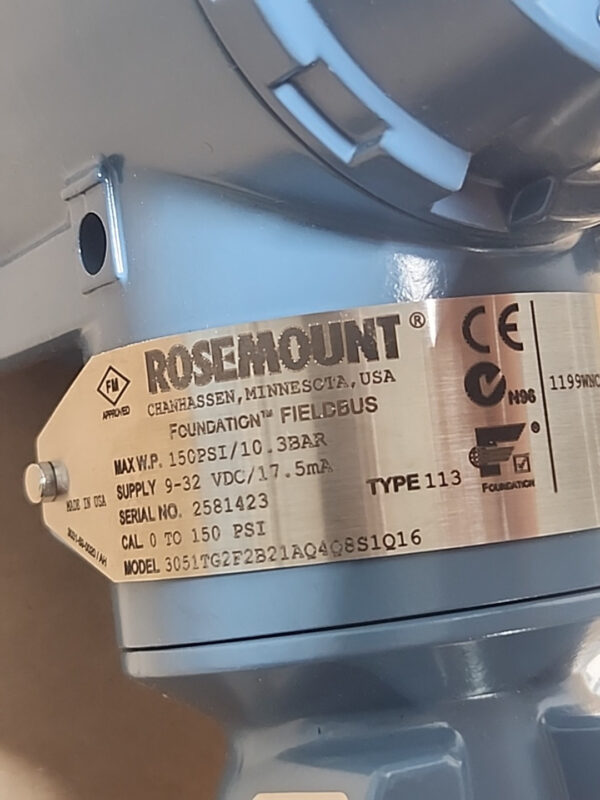 ROSEMOUNT®
CHANHASSEN, MINNESOTA, USA
FOUNDATION™ FIELDBUS
FM
APPROVED
MAX W.P. 150PSI/10.3BAR
SUPPLY 9-32 VDC/17.5mA
SERIAL NO. 2581423
CAL 0 TO 150 PSI
MODEL 3051TG2F2B21AQ4Q8S1Q16
MADE IN USA
TYPE 113
CE
N96
F®
FOUNDATION
1199WNC